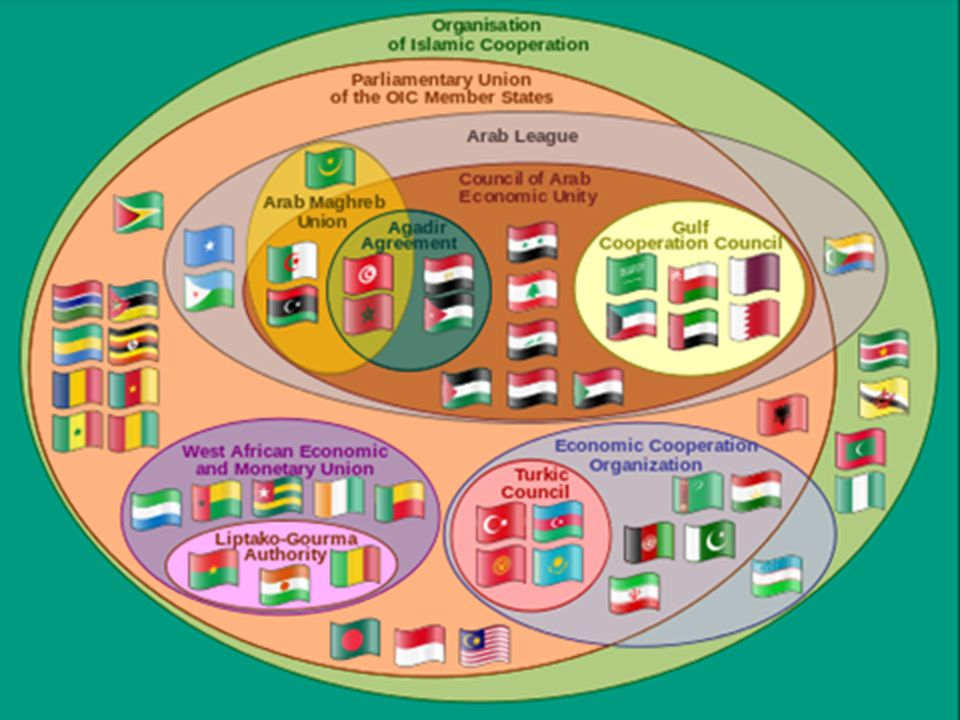 Organisation
of Islamic Cooperation
Parliamentary Union
of the OIC Member States
Arab League
Council of Arab
Economic Unity
Arab Maghreb
Union
Agadir
Agreement
Gulf
Cooperation Council
West African Economic
and Monetary Union
Liptako-Gourma
Authority
Economic Cooperation
Organization
Turkic
Council